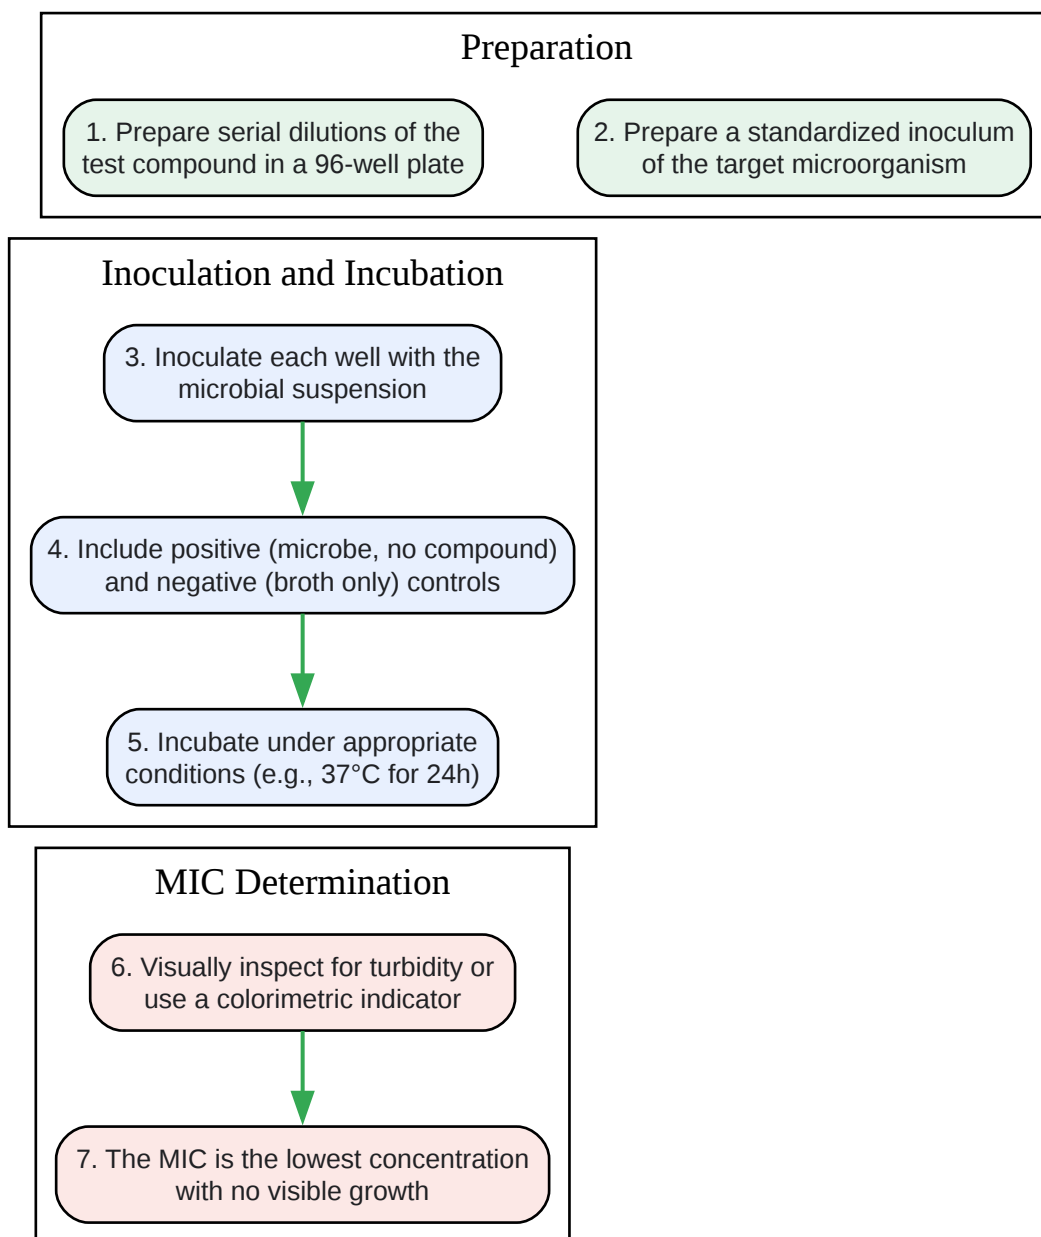 Preparation
1. Prepare serial dilutions of the
test compound in a 96-well plate
2. Prepare a standardized inoculum
of the target microorganism
Inoculation and Incubation
3. Inoculate each well with the
microbial suspension
4. Include positive (microbe, no compound)
and negative (broth only) controls
5. Incubate under appropriate
conditions (e.g., 37°C for 24h)
MIC Determination
6. Visually inspect for turbidity or
use a colorimetric indicator
7. The MIC is the lowest concentration
with no visible growth